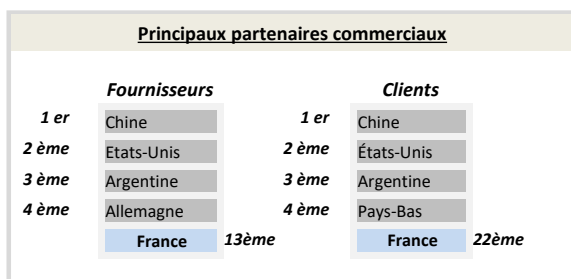 Principaux partenaires commerciaux
Fournisseurs Clients
1 er Chine 1 er Chine
2 ème Etats-Unis 2 ème États-Unis
3 ème Argentine 3 ème Argentine
4 ème Allemagne 4 ème Pays-Bas
France 13ème France 22ème